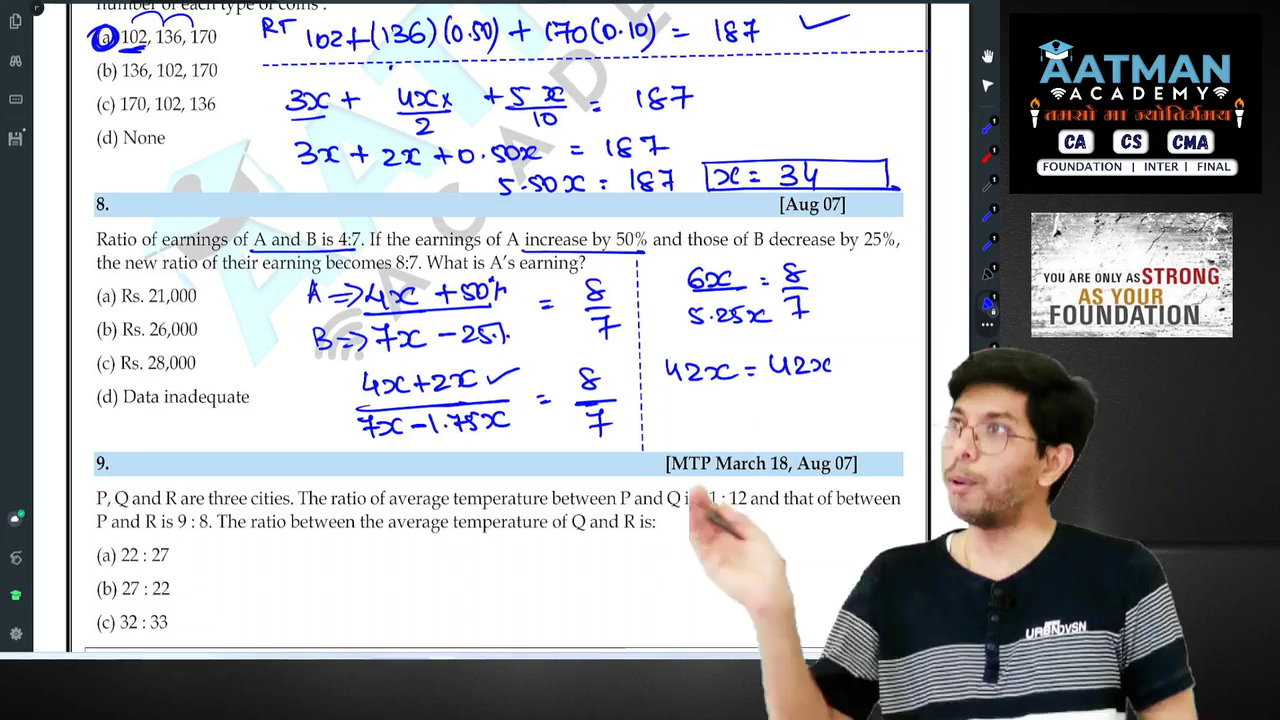 number of each type of coins :
(a) 102, 136, 170
RT 102 + (136) (0.50) + 170 (0.10) = 187
(b) 136, 102, 170
(c) 170, 102, 136
(d) None
3x + 4x x/2 + 5x/10 = 187
3x + 2x + 0.50x = 187
5.50x = 187
x = 34
8. [Aug 07]
Ratio of earnings of A and B is 4:7. If the earnings of A increase by 50% and those of B decrease by 25%,
the new ratio of their earning becomes 8:7. What is A's earning?
(a) Rs. 21,000
(b) Rs. 26,000
(c) Rs. 28,000
(d) Data inadequate
A => 4x + 50% = 8
B => 7x - 25% 7
4x + 2x = 8
7x - 1.75x 7
6x = 8
5.25x 7
42x = 42x
9. [MTP March 18, Aug 07]
P, Q and R are three cities. The ratio of average temperature between P and Q 1 : 12 and that of between
P and R is 9 : 8. The ratio between the average temperature of Q and R is:
(a) 22 : 27
(b) 27 : 22
(c) 32 : 33
AATMAN
ACADEMY
तमसो मा ज्योतिर्गमय
CA CS CMA
FOUNDATION | INTER | FINAL
YOU ARE ONLY AS STRONG
AS YOUR
FOUNDATION
URBNDVSN